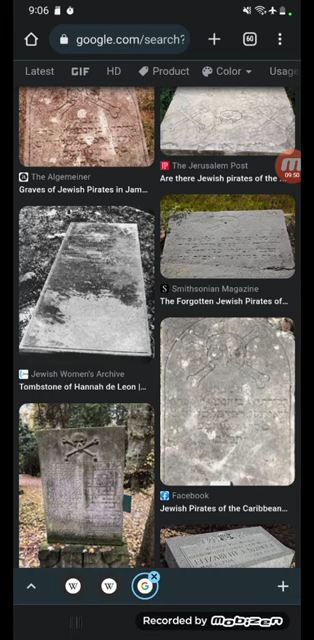 9:06
google.com/search?
60
Latest GIF HD Product Color Usage
The Algemeiner
Graves of Jewish Pirates in Jam...
The Jerusalem Post
Are there Jewish pirates of the
09:50
Smithsonian Magazine
The Forgotten Jewish Pirates of...
Jewish Women's Archive
Tombstone of Hannah de Leon |...
Facebook
Jewish Pirates of the Caribbean...
W
W
G
Recorded by mobizen